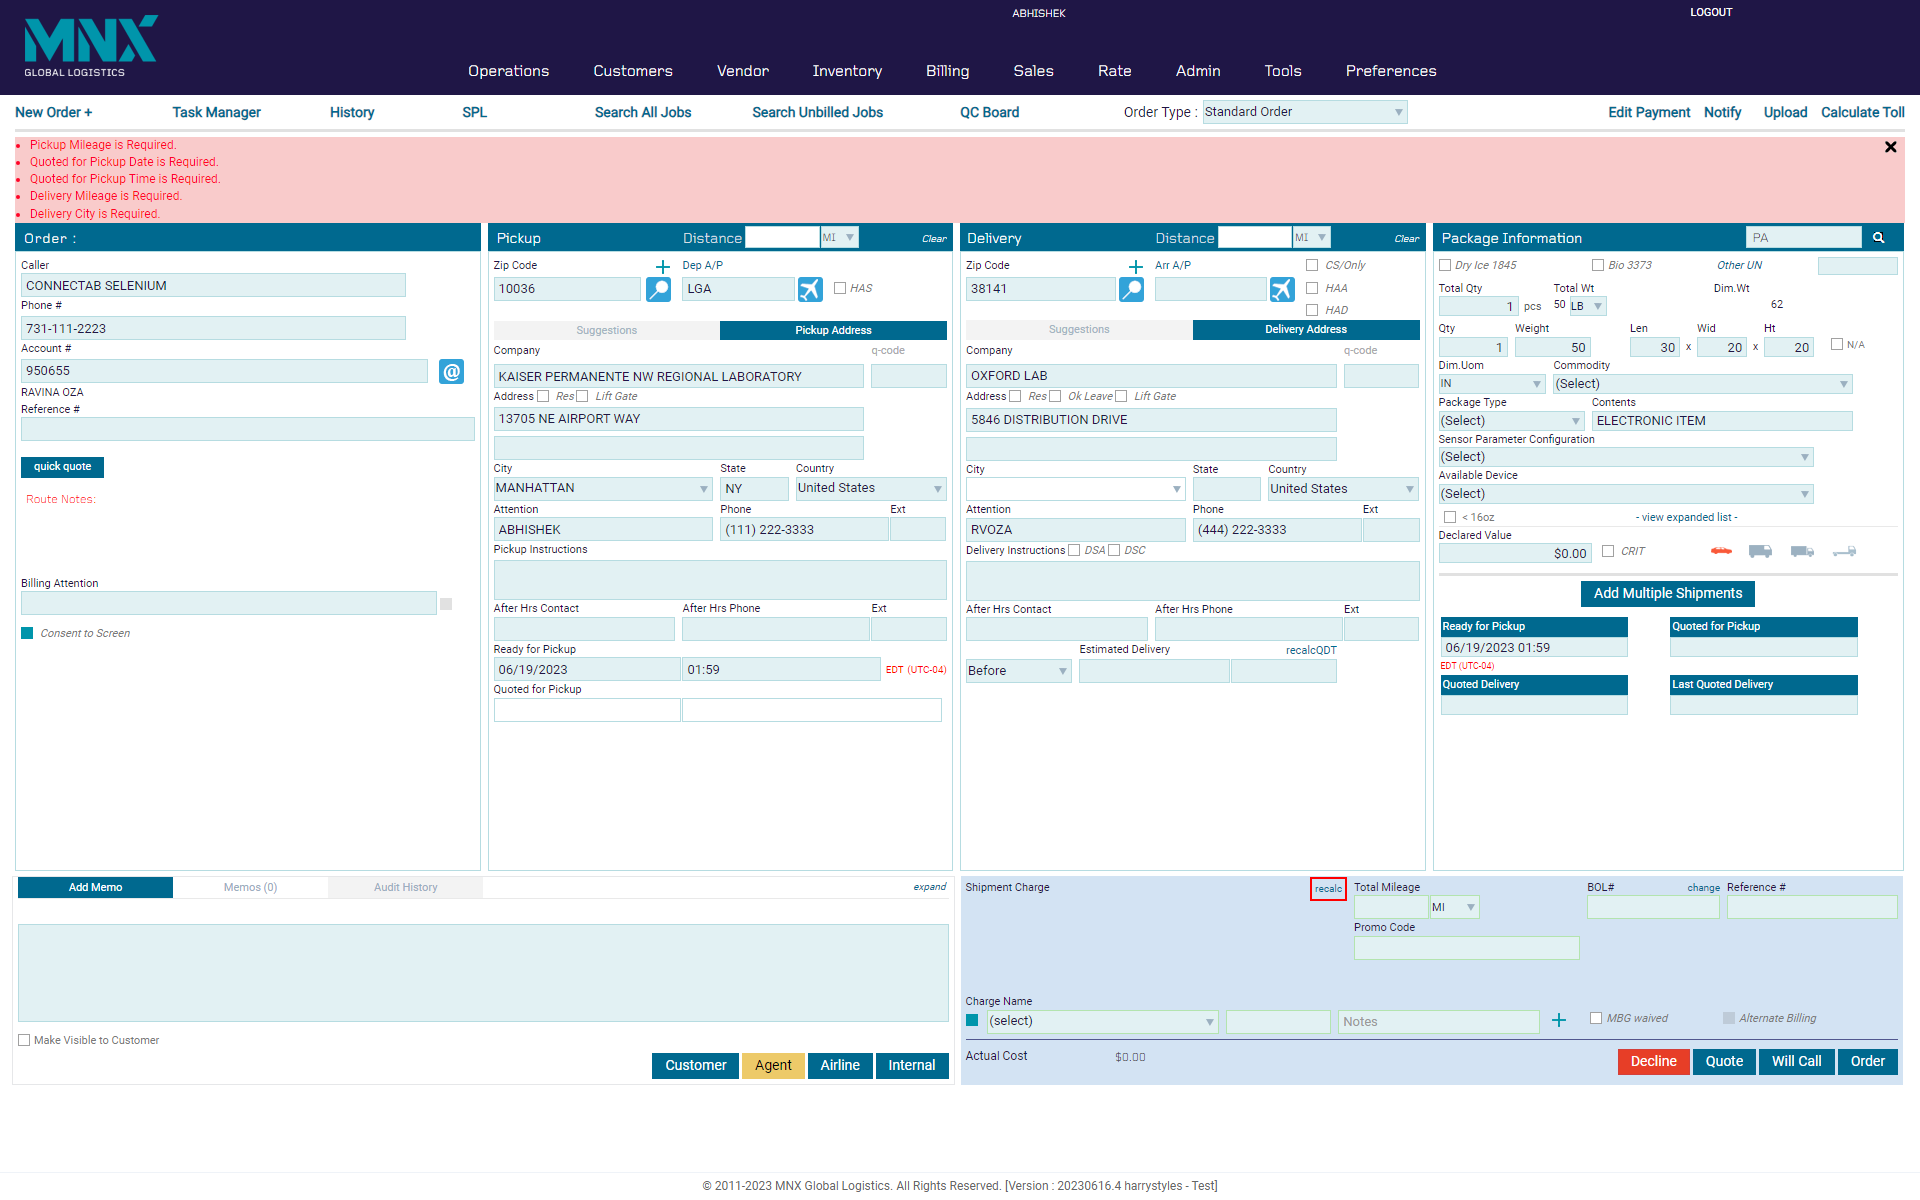 ABHISHEK
LOGOUT
MNX
GLOBAL LOGISTICS
Operations Customers Vendor Inventory Billing Sales Rate Admin Tools Preferences
New Order + Task Manager History SPL Search All Jobs Search Unbilled Jobs QC Board Order Type : Standard Order Edit Payment Notify Upload Calculate Toll
Pickup Mileage is Required.
Quoted for Pickup Date is Required.
Quoted for Pickup Time is Required.
Delivery Mileage is Required.
Delivery City is Required.
Order :
Caller
CONNECTAB SELENIUM
Phone #
731-111-2223
Account #
950655
@
RAVINA OZA
Reference #
quick quote
Route Notes:
Billing Attention
Consent to Screen
Pickup Distance MI Clear
Zip Code + Dep A/P
10036 LGA HAS
Suggestions Pickup Address
Company q-code
KAISER PERMANENTE NW REGIONAL LABORATORY
Address Res Lift Gate
13705 NE AIRPORT WAY
City State Country
MANHATTAN NY United States
Attention Phone Ext
ABHISHEK (111) 222-3333
Pickup Instructions
After Hrs Contact After Hrs Phone Ext
Ready for Pickup
06/19/2023 01:59 EDT (UTC-04)
Quoted for Pickup
Delivery Distance MI Clear
Zip Code + Arr A/P CS/Only
38141 HAA
HAD
Suggestions Delivery Address
Company q-code
OXFORD LAB
Address Res Ok Leave Lift Gate
5846 DISTRIBUTION DRIVE
City State Country
United States
Attention Phone Ext
RVOZA (444) 222-3333
Delivery Instructions DSA DSC
After Hrs Contact After Hrs Phone Ext
Estimated Delivery recalcQDT
Before
Package Information PA
Dry Ice 1845 Bio 3373 Other UN
Total Qty Total Wt Dim.Wt
1 pcs 50 LB 62
Qty Weight Len Wid Ht
1 50 30 x 20 x 20 N/A
Dim.Uom Commodity
IN (Select)
Package Type Contents
(Select) ELECTRONIC ITEM
Sensor Parameter Configuration
(Select)
Available Device
(Select)
< 16oz - view expanded list -
Declared Value
$0.00 CRIT
Add Multiple Shipments
Ready for Pickup Quoted for Pickup
06/19/2023 01:59
EDT (UTC-04)
Quoted Delivery Last Quoted Delivery
Add Memo Memos (0) Audit History expand
Make Visible to Customer
Customer Agent Airline Internal
Shipment Charge recalc Total Mileage BOL# change Reference #
MI
Promo Code
Charge Name
(select) Notes + MBG waived Alternate Billing
Actual Cost $0.00
Decline Quote Will Call Order
© 2011-2023 MNX Global Logistics. All Rights Reserved. [Version : 20230616.4 harrystyles - Test]